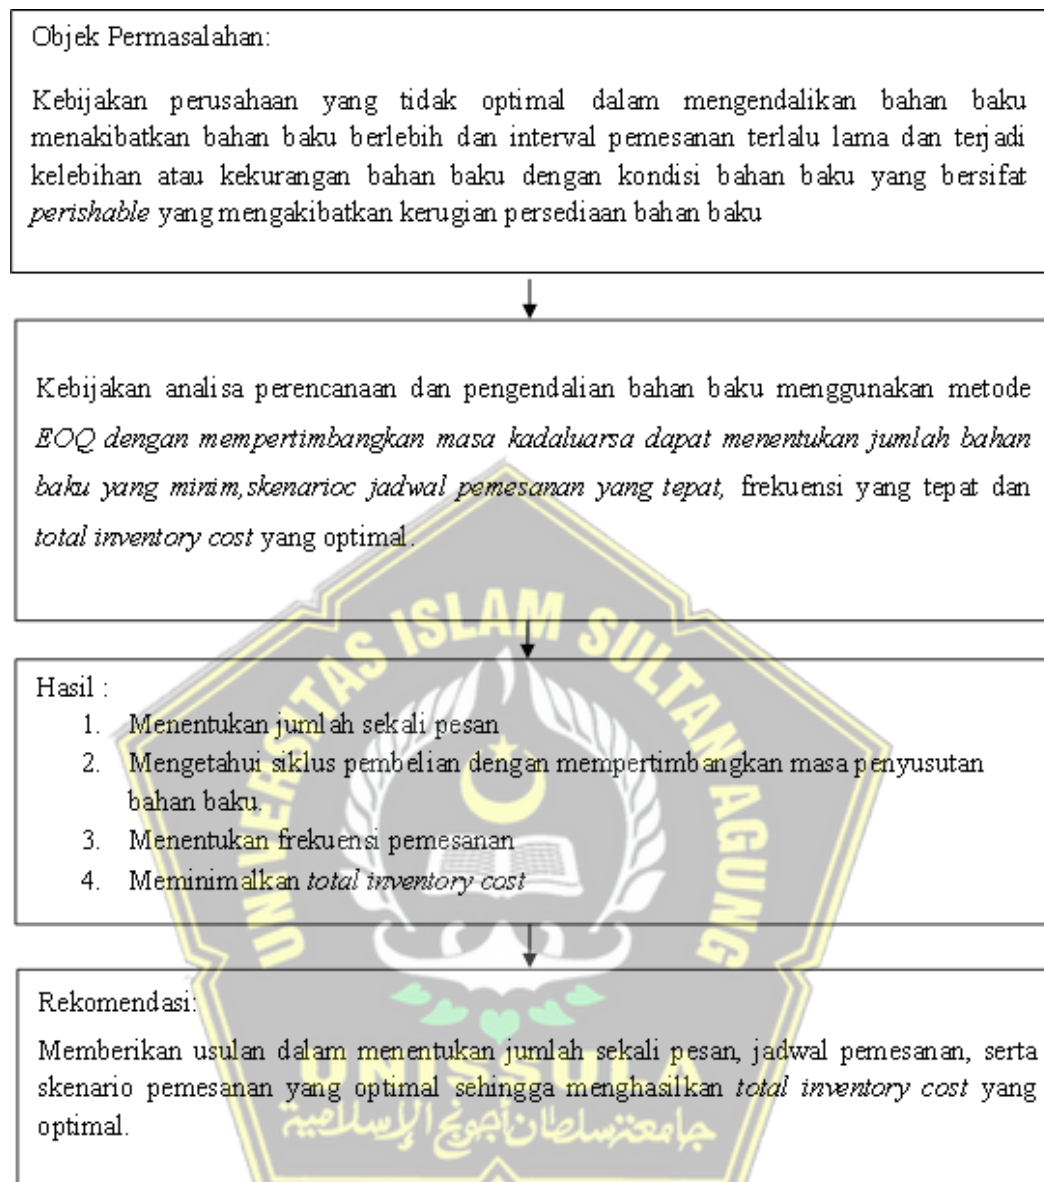 Objek Permasalahan:
Kebijakan perusahaan yang tidak optimal dalam mengendalikan bahan baku
menakibatkan bahan baku berlebih dan interval pemesanan terlalu lama dan terjadi
kelebihan atau kekurangan bahan baku dengan kondisi bahan baku yang bersifat
perishable yang mengakibatkan kerugian persediaan bahan baku
Kebijakan analisa perencanaan dan pengendalian bahan baku menggunakan metode
EOQ dengan mempertimbangkan masa kadaluarsa dapat menentukan jumlah bahan
baku yang minim,skenarioc jadwal pemesanan yang tepat, frekuensi yang tepat dan
total inventory cost yang optimal.
Hasil :
1. Menentukan jumlah sekali pesan
2. Mengetahui siklus pembelian dengan mempertimbangkan masa penyusutan
bahan baku.
3. Menentukan frekuensi pemesanan
4. Meminimalkan total inventory cost
Rekomendasi:
Memberikan usulan dalam menentukan jumlah sekali pesan, jadwal pemesanan, serta
skenario pemesanan yang optimal sehingga menghasilkan total inventory cost yang
optimal.
UNIVERSITAS ISLAM SULTAN AGUNG
UNISSULA
جامعة سلطان أجونج الإسلامية